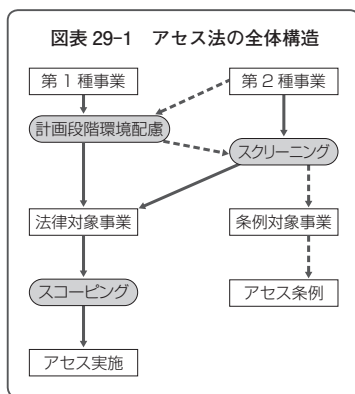 図表 29-1　アセス法の全体構造
第１種事業
第２種事業
計画段階環境配慮
スクリーニング
法律対象事業
条例対象事業
スコーピング
アセス条例
アセス実施